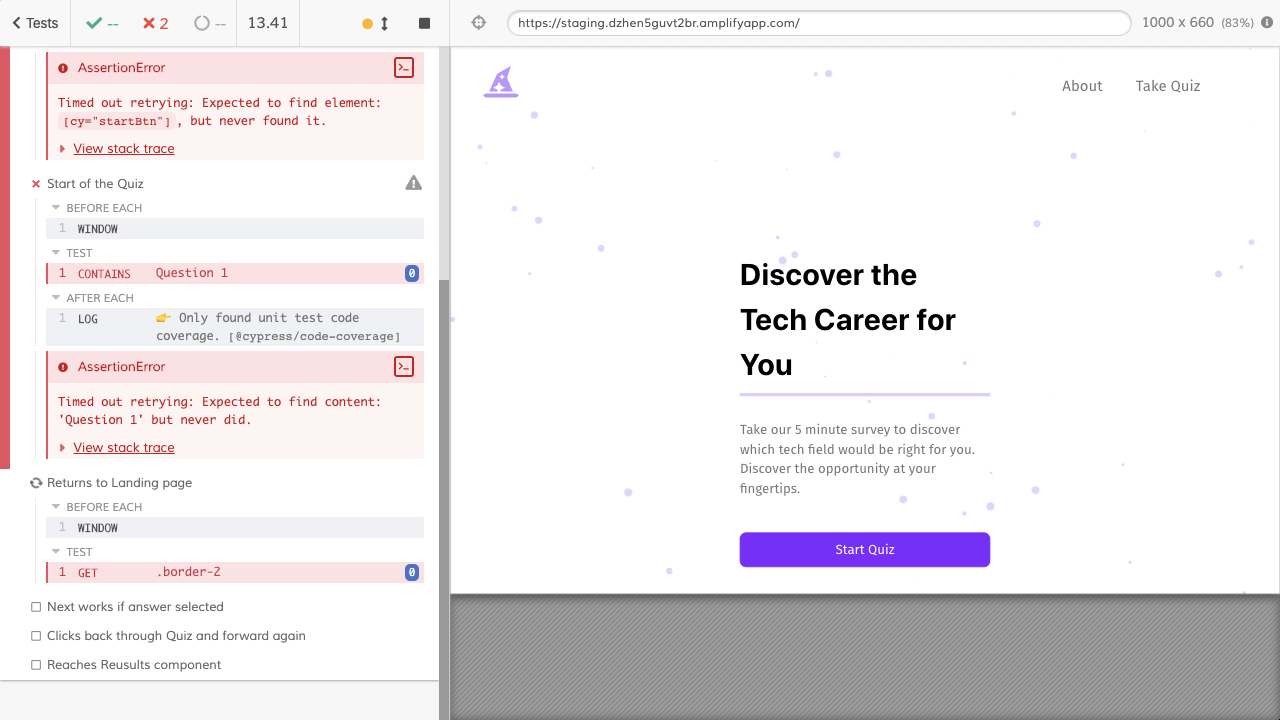 Tests
--
2
--
13.41
https://staging.dzhen5guvt2br.amplifyapp.com/
1000 x 660 (83%)
AssertionError
Timed out retrying: Expected to find element:
[cy="startBtn"], but never found it.
View stack trace
Start of the Quiz
BEFORE EACH
1 WINDOW
TEST
1 CONTAINS Question 1 0
AFTER EACH
1 LOG 👉 Only found unit test code
coverage. [@cypress/code-coverage]
AssertionError
Timed out retrying: Expected to find content:
'Question 1' but never did.
View stack trace
Returns to Landing page
BEFORE EACH
1 WINDOW
TEST
1 GET .border-2 0
Next works if answer selected
Clicks back through Quiz and forward again
Reaches Reusults component
About Take Quiz
Discover the
Tech Career for
You
Take our 5 minute survey to discover
which tech field would be right for you.
Discover the opportunity at your
fingertips.
Start Quiz